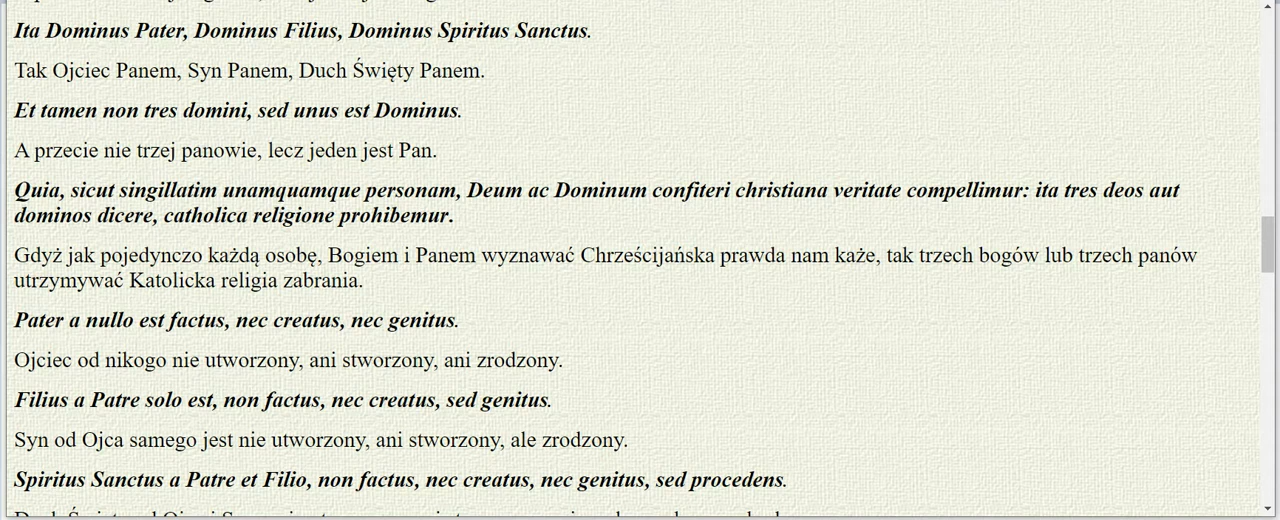 Ita Dominus Pater, Dominus Filius, Dominus Spiritus Sanctus.
Tak Ojciec Panem, Syn Panem, Duch Święty Panem.
Et tamen non tres domini, sed unus est Dominus.
A przecie nie trzej panowie, lecz jeden jest Pan.
Quia, sicut singillatim unamquamque personam, Deum ac Dominum confiteri christiana veritate compellimur: ita tres deos aut
dominos dicere, catholica religione prohibemur.
Gdyż jak pojedynczo każdą osobę, Bogiem i Panem wyznawać Chrześcijańska prawda nam każe, tak trzech bogów lub trzech panów
utrzymywać Katolicka religia zabrania.
Pater a nullo est factus, nec creatus, nec genitus.
Ojciec od nikogo nie utworzony, ani stworzony, ani zrodzony.
Filius a Patre solo est, non factus, nec creatus, sed genitus.
Syn od Ojca samego jest nie utworzony, ani stworzony, ale zrodzony.
Spiritus Sanctus a Patre et Filio, non factus, nec creatus, nec genitus, sed procedens.